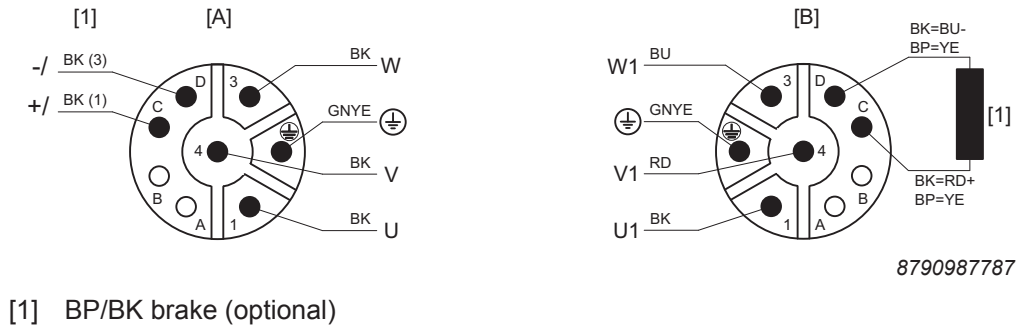 [1] [A] [B]
BK=BU-
BP=YE
-/ BK (3) D 3 BK W
+/ BK (1) C GNYE
4 BK V
B A 1 BK U
W1 BU 3 D
GNYE C [1]
V1 RD 4
U1 BK 1 A B
BK=RD+
BP=YE
8790987787
[1] BP/BK brake (optional)